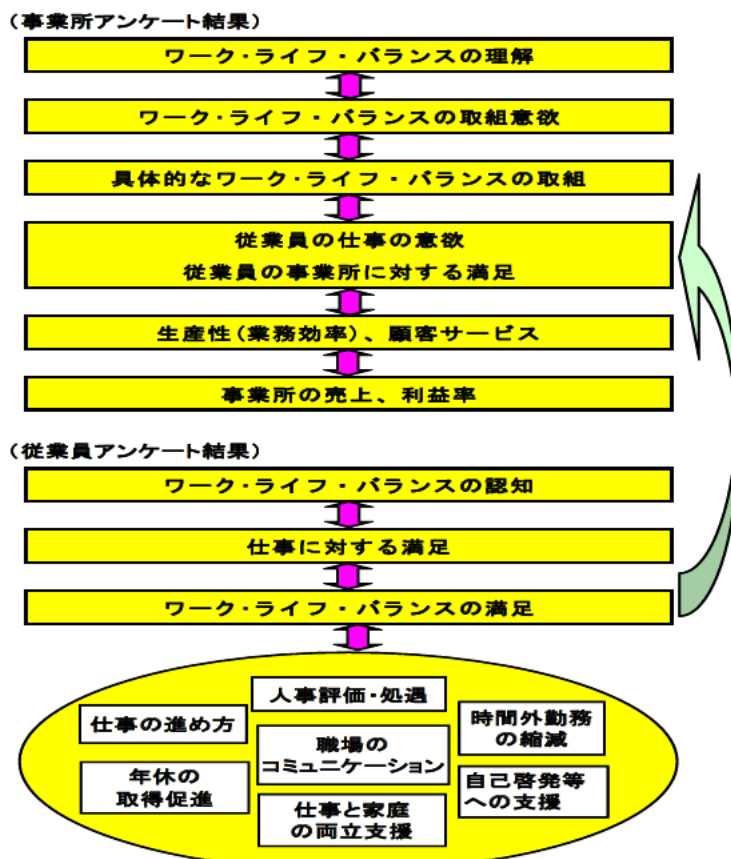 （事業所アンケート結果）
ワーク・ライフ・バランスの理解
ワーク・ライフ・バランスの取組意欲
具体的なワーク・ライフ・バランスの取組
従業員の仕事の意欲
従業員の事業所に対する満足
生産性（業務効率）、顧客サービス
事業所の売上、利益率
（従業員アンケート結果）
ワーク・ライフ・バランスの認知
仕事に対する満足
ワーク・ライフ・バランスの満足
人事評価・処遇
仕事の進め方
時間外勤務
の縮減
職場の
コミュニケーション
年休の
取得促進
自己啓発等
への支援
仕事と家庭
の両立支援